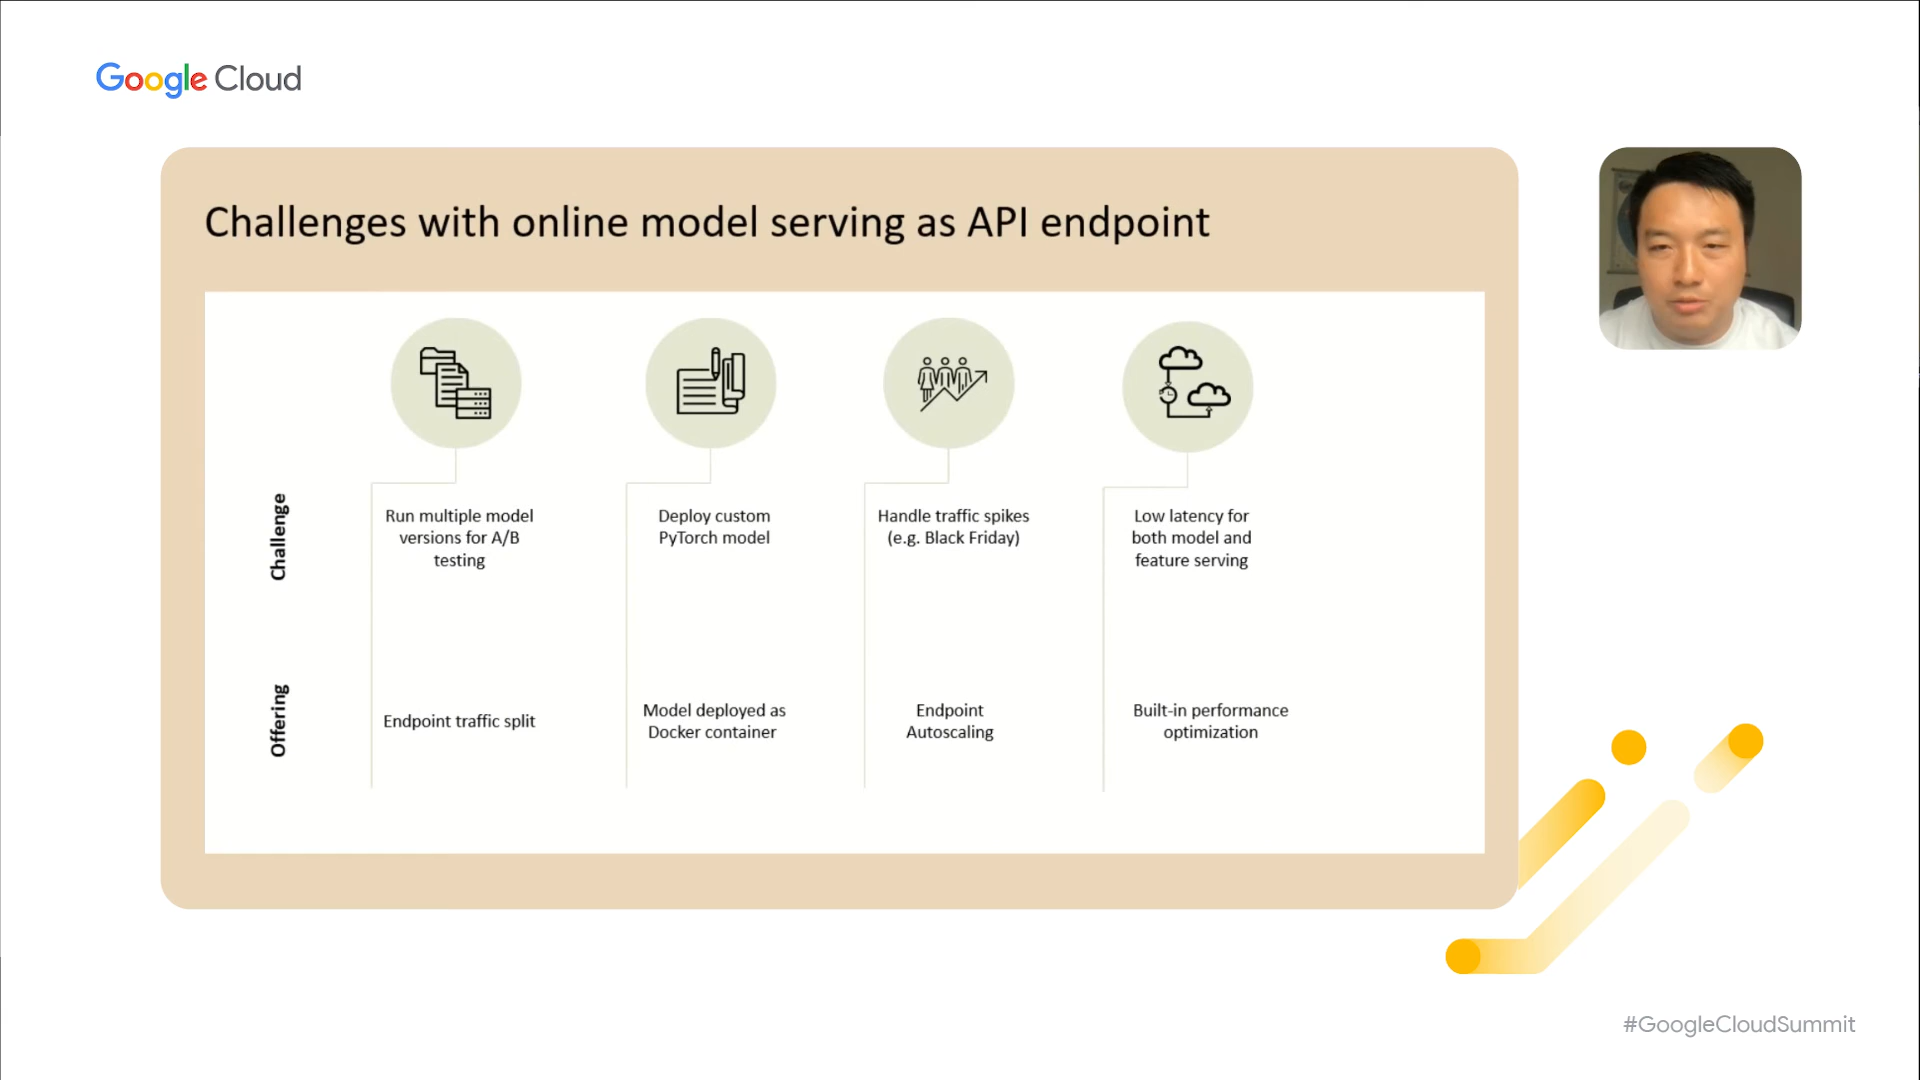 Google Cloud
Challenges with online model serving as API endpoint
Challenge
Run multiple model
versions for A/B
testing
Deploy custom
PyTorch model
Handle traffic spikes
(e.g. Black Friday)
Low latency for
both model and
feature serving
Offering
Endpoint traffic split
Model deployed as
Docker container
Endpoint
Autoscaling
Built-in performance
optimization
#GoogleCloudSummit